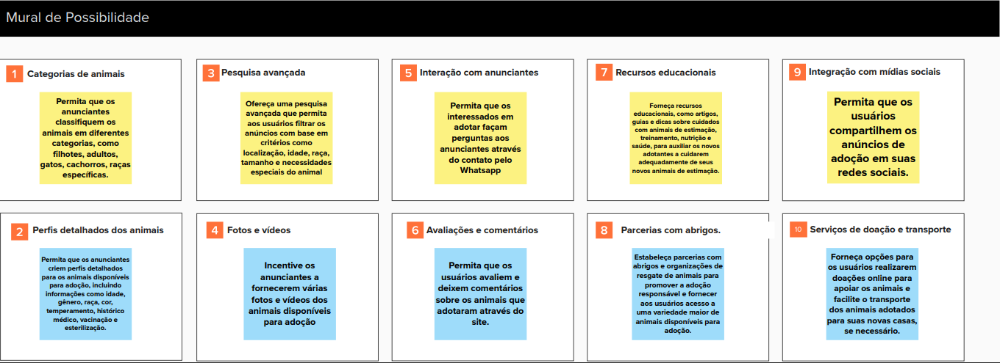 Mural de Possibilidade
1 Categorias de animais
Permita que os
anunciantes
classifiquem os
animais em diferentes
categorias, como
filhotes, adultos,
gatos, cachorros, raças
específicas.
2 Perfis detalhados dos animais
Permita que os anunciantes
criem perfis detalhados
para os animais disponíveis
para adoção, incluindo
informações como idade,
gênero, raça, cor,
temperamento, histórico
médico, vacinação e
esterilização.
3 Pesquisa avançada
Ofereça uma pesquisa
avançada que permita
aos usuários filtrar os
anúncios com base em
critérios como
localização, idade, raça,
tamanho e necessidades
especiais do animal
4 Fotos e vídeos
Incentive os
anunciantes a
fornecerem várias
fotos e vídeos dos
animais disponíveis
para adoção
5 Interação com anunciantes
Permita que os
interessados em
adotar façam
perguntas aos
anunciantes através
do contato pelo
Whatsapp
6 Avaliações e comentários
Permita que os
usuários avaliem e
deixem comentários
sobre os animais que
adotaram através do
site.
7 Recursos educacionais
Forneça recursos
educacionais, como artigos,
guias e dicas sobre cuidados
com animais de estimação,
treinamento, nutrição e
saúde, para auxiliar os novos
adotantes a cuidarem
adequadamente de seus
novos animais de estimação.
8 Parcerias com abrigos.
Estabeleça parcerias com
abrigos e organizações de
resgate de animais para
promover a adoção
responsável e fornecer
aos usuários acesso a
uma variedade maior de
animais disponíveis para
adoção.
9 Integração com mídias sociais
Permita que os
usuários
compartilhem os
anúncios de
adoção em suas
redes sociais.
10 Serviços de doação e transporte
Forneça opções para
os usuários realizarem
doações online para
apoiar os animais e
facilite o transporte
dos animais adotados
para suas novas casas,
se necessário.